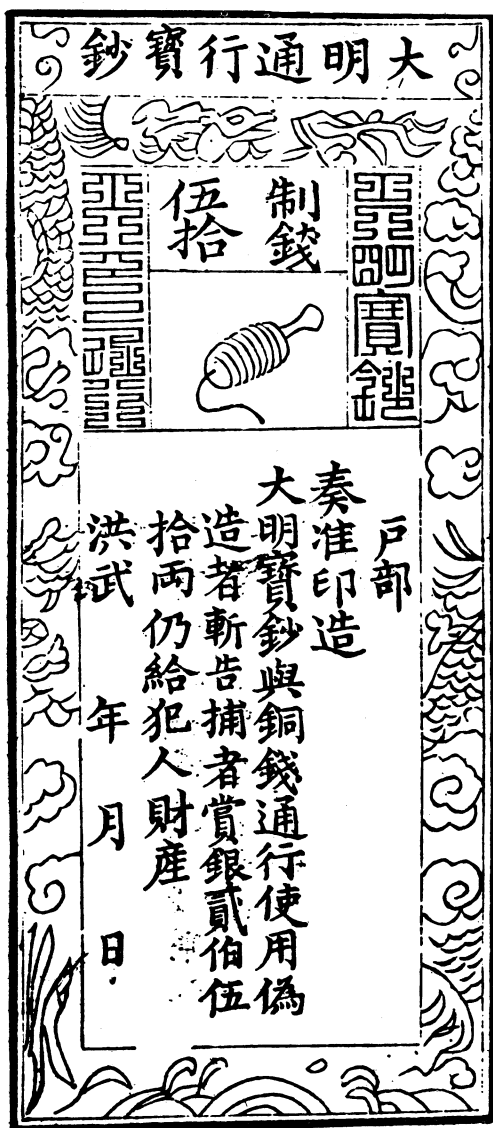 大明通行寶鈔
大明寶鈔
制錢
伍拾
天下通行
户部
奏准印造
大明寶鈔與銅錢通行使用偽
造者斬告捕者賞銀貳伯伍
拾兩仍給犯人財產
洪武 年 月 日